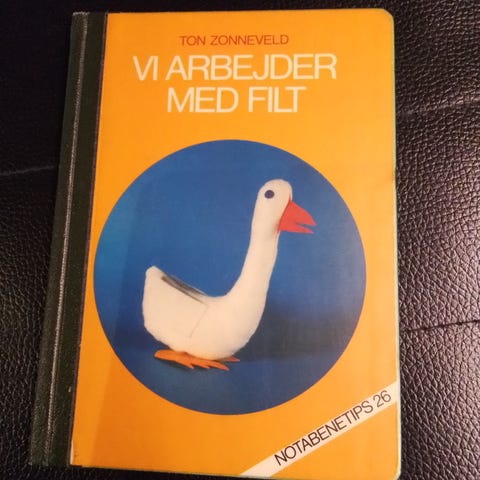 TON ZONNEVELD
VI ARBEJDER
MED FILT
NOTABENETIPS 26